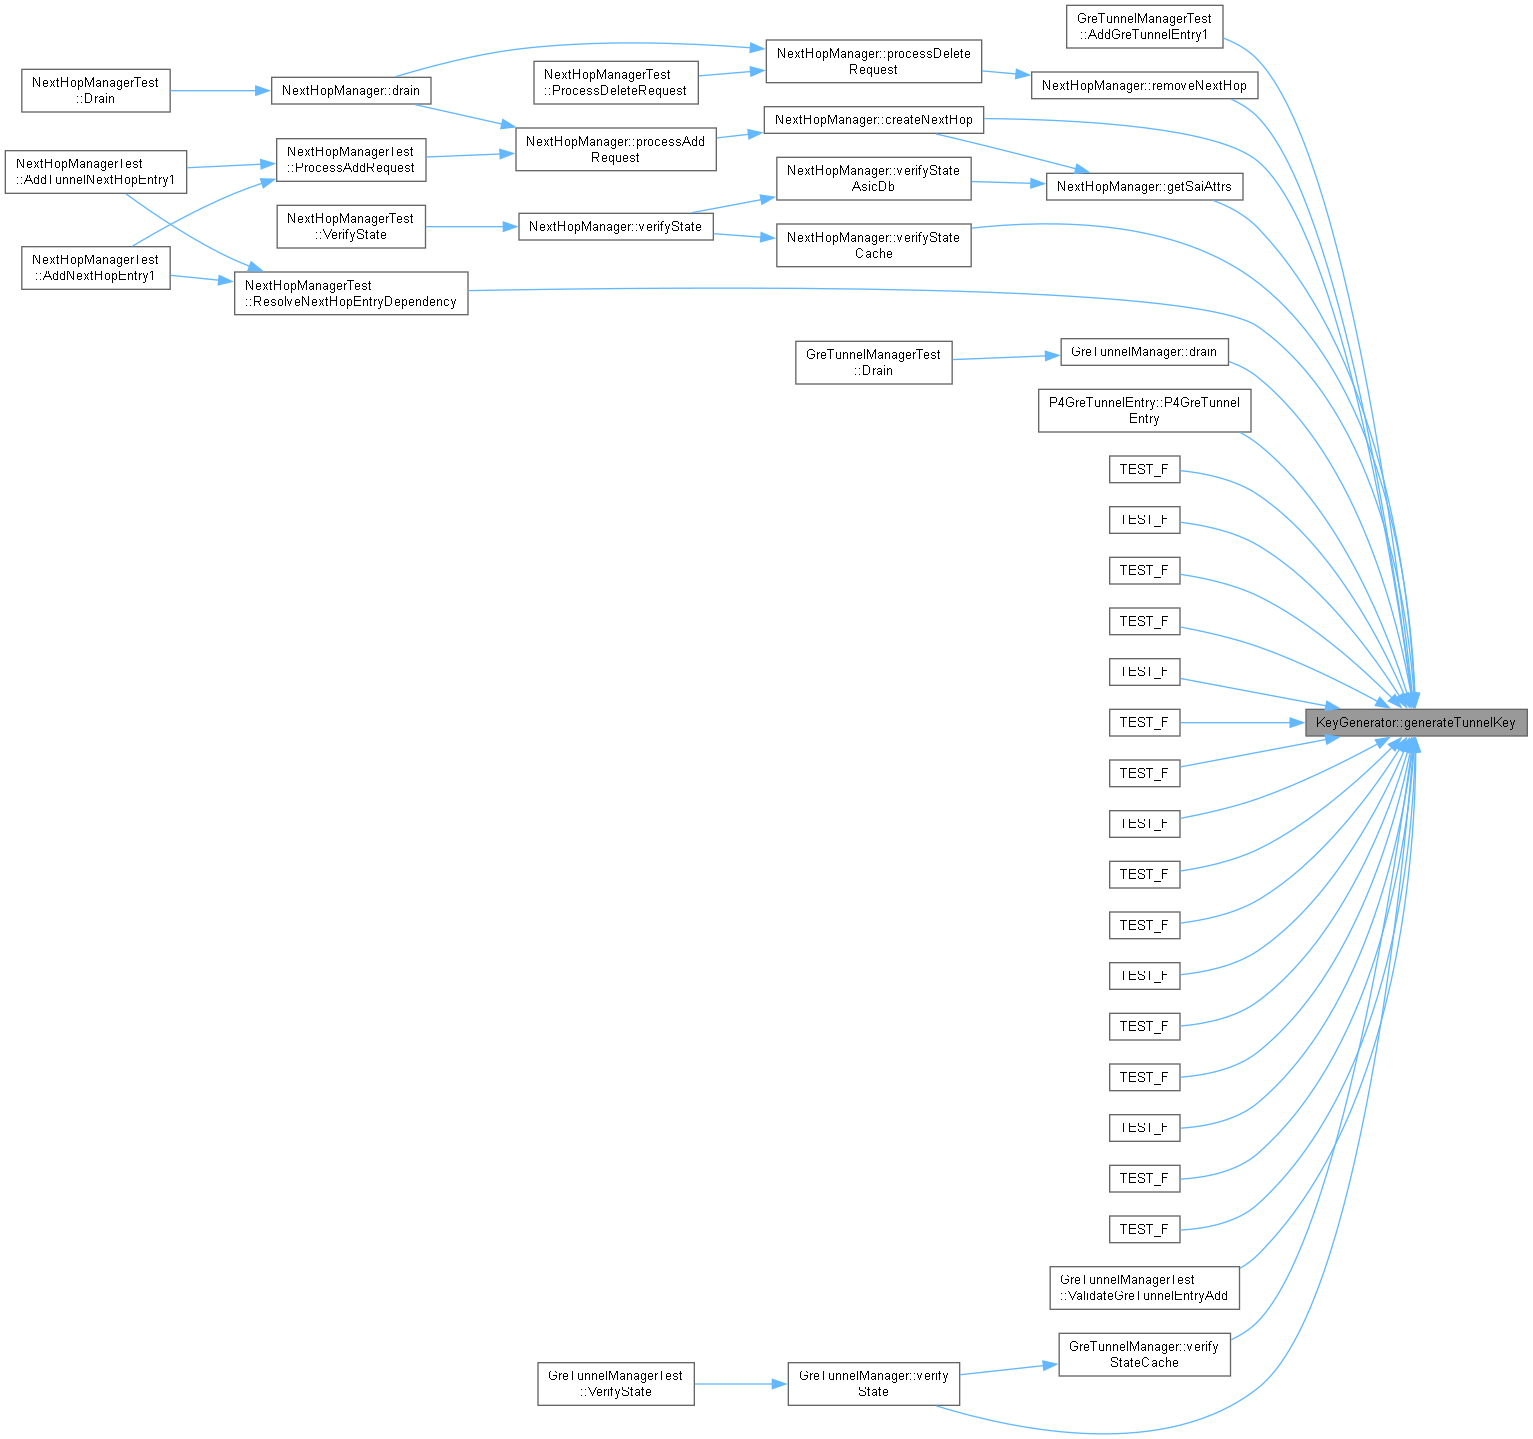 GreTunnelManagerTest
::AddGreTunnelEntry1
NextHopManager::processDelete
Request
NextHopManagerTest
::ProcessDeleteRequest
NextHopManager::removeNextHop
NextHopManagerTest
::Drain
NextHopManager::drain
NextHopManager::createNextHop
NextHopManager::processAdd
Request
NextHopManagerTest
::ProcessAddRequest
NextHopManagerTest
::AddTunnelNextHopEntry1
NextHopManager::verifyState
AsicDb
NextHopManager::getSaiAttrs
NextHopManagerTest
::VerifyState
NextHopManager::verifyState
NextHopManager::verifyState
Cache
NextHopManagerTest
::AddNextHopEntry1
NextHopManagerTest
::ResolveNextHopEntryDependency
GreTunnelManagerTest
::Drain
GreTunnelManager::drain
P4GreTunnelEntry::P4GreTunnel
Entry
TEST_F
TEST_F
TEST_F
TEST_F
TEST_F
TEST_F
KeyGenerator::generateTunnelKey
TEST_F
TEST_F
TEST_F
TEST_F
TEST_F
TEST_F
TEST_F
TEST_F
TEST_F
TEST_F
GreTunnelManagerTest
::ValidateGreTunnelEntryAdd
GreTunnelManager::verify
StateCache
GreTunnelManagerTest
::VerifyState
GreTunnelManager::verify
State